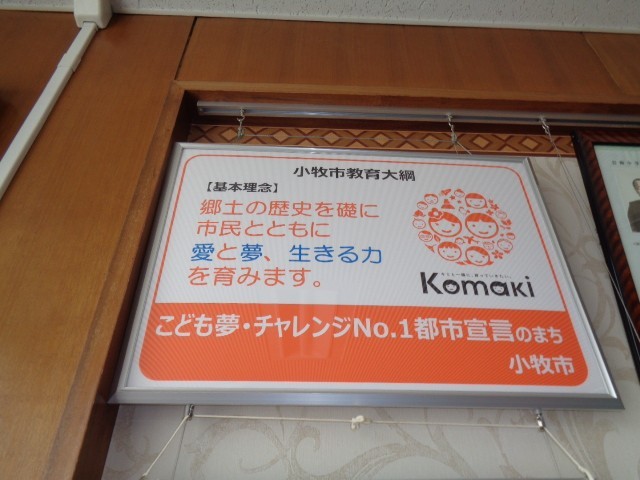 小牧市教育大綱
【基本理念】
郷土の歴史を礎に
市民とともに
愛と夢、生きる力
を育みます。
Komaki
こども夢・チャレンジNo.1都市宣言のまち
小牧市